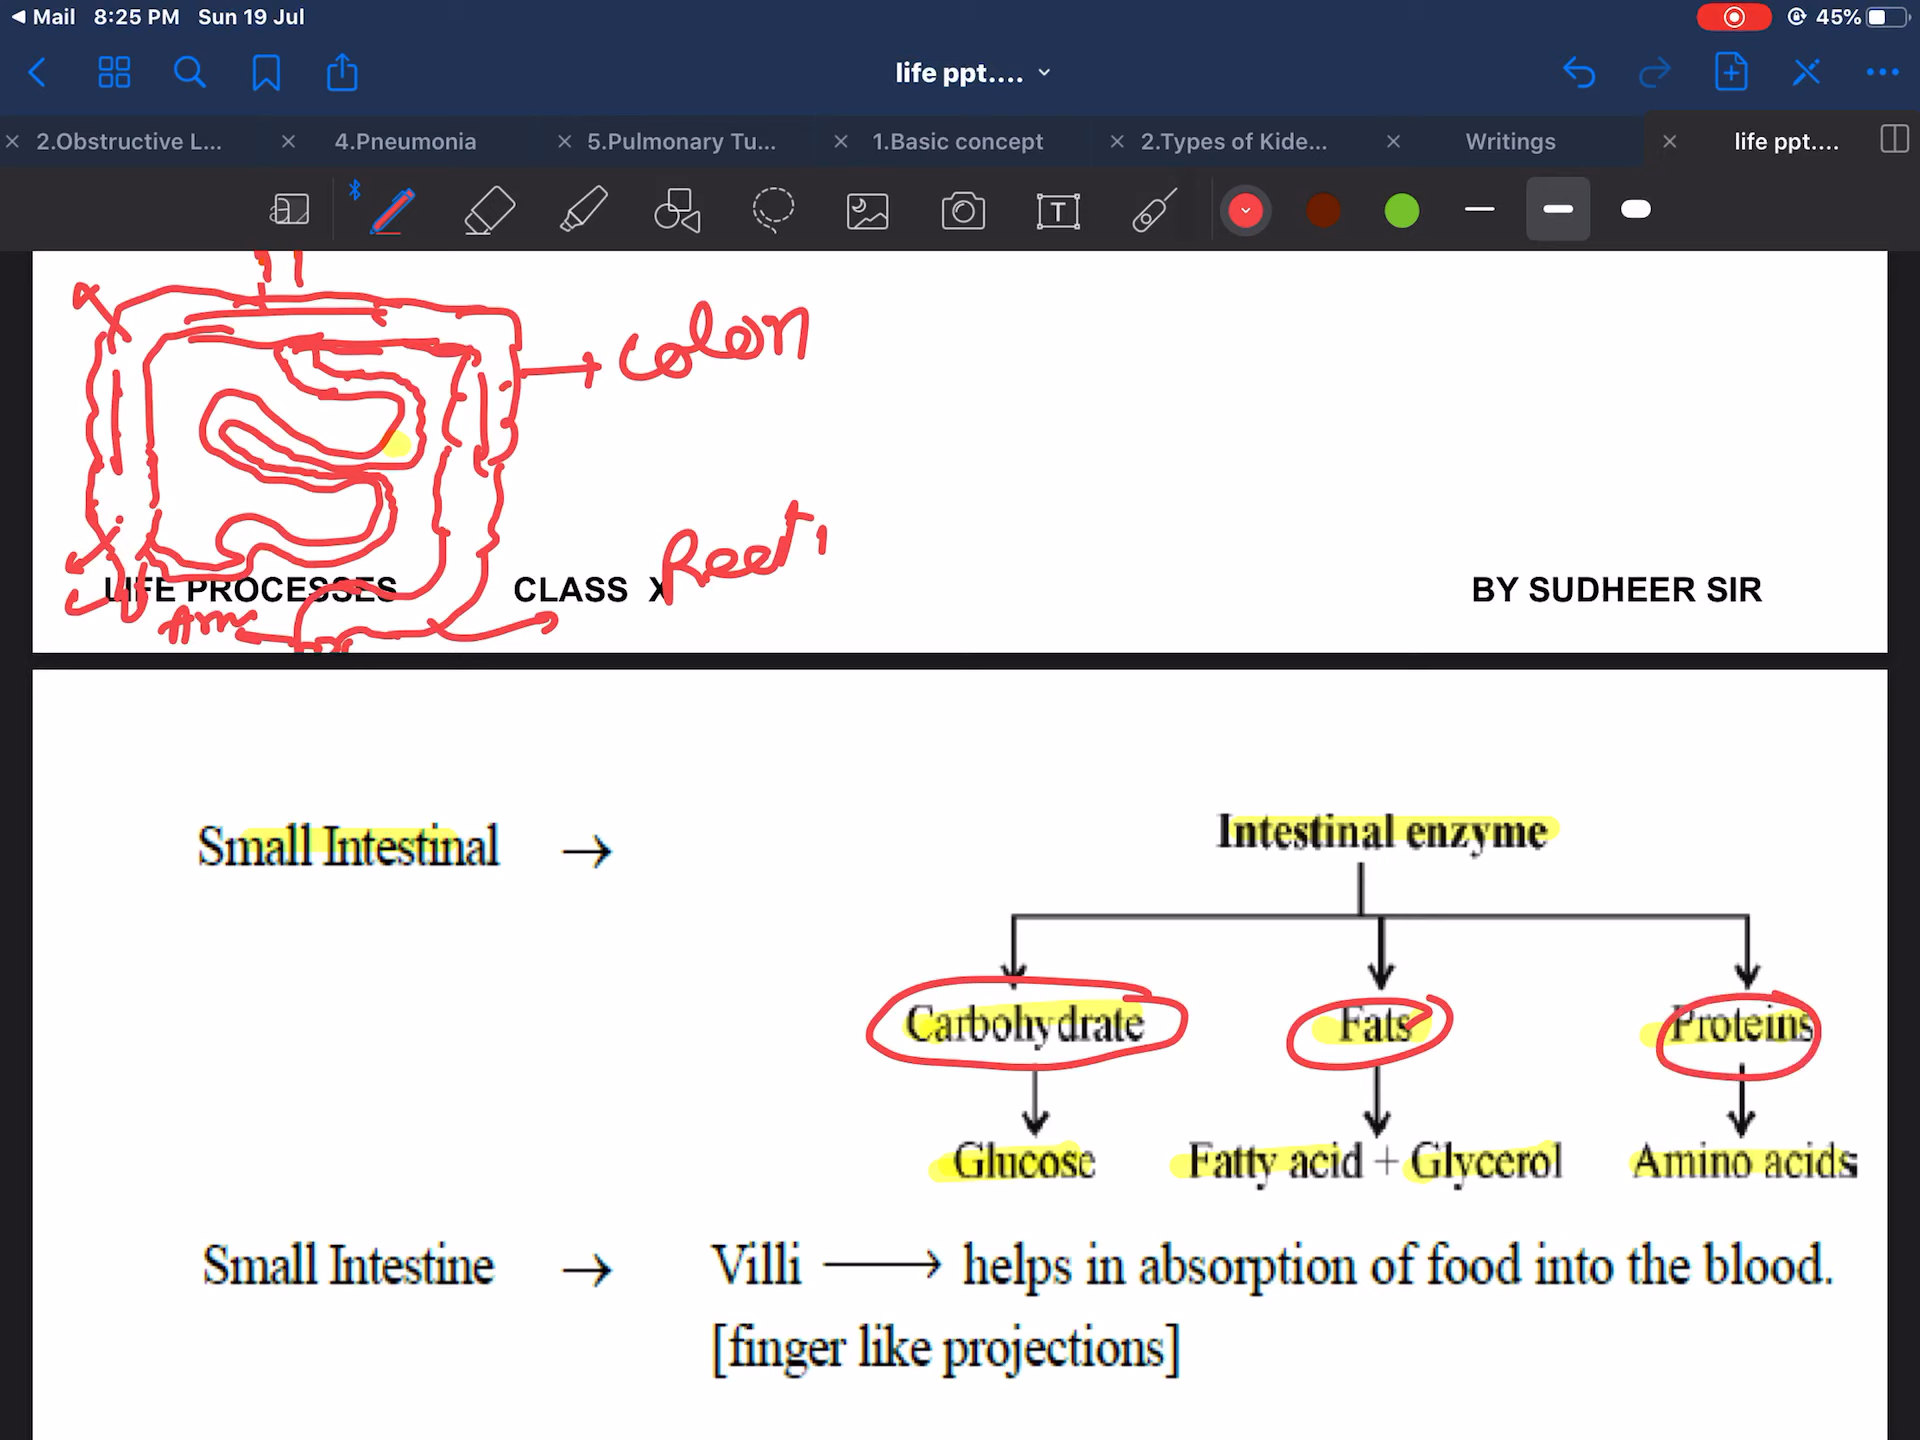 Mail 8:25 PM Sun 19 Jul 45%
life ppt....
2.Obstructive L... 4.Pneumonia 5.Pulmonary Tu... 1.Basic concept 2.Types of Kide... Writings life ppt....
Colon
Rect
LIFE PROCESSES CLASS X BY SUDHEER SIR
Small Intestinal → Intestinal enzyme
Carbohydrate Fats Proteins
Glucose Fatty acid + Glycerol Amino acids
Small Intestine → Villi → helps in absorption of food into the blood.
[finger like projections]